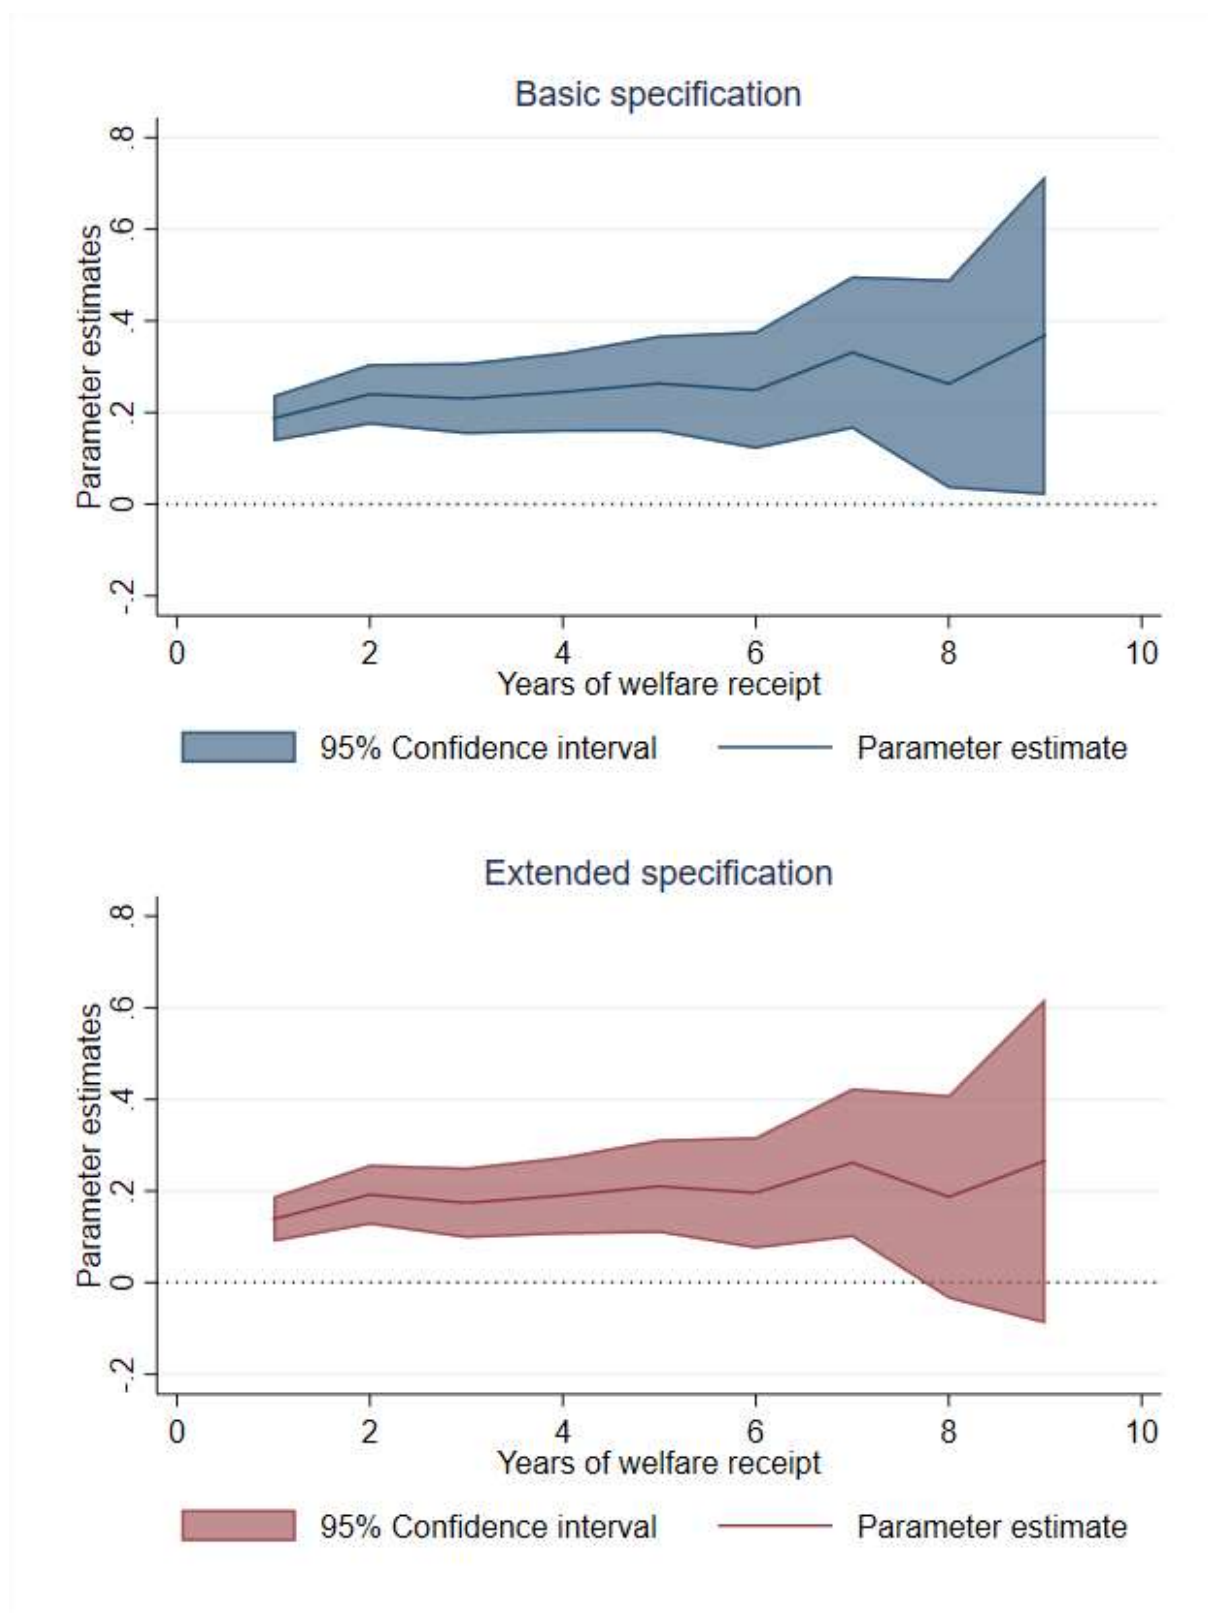 Basic specification
Parameter estimates
.8
.6
.4
.2
0
-.2
0 2 4 6 8 10
Years of welfare receipt
95% Confidence interval Parameter estimate
Extended specification
Parameter estimates
.8
.6
.4
.2
0
-.2
0 2 4 6 8 10
Years of welfare receipt
95% Confidence interval Parameter estimate